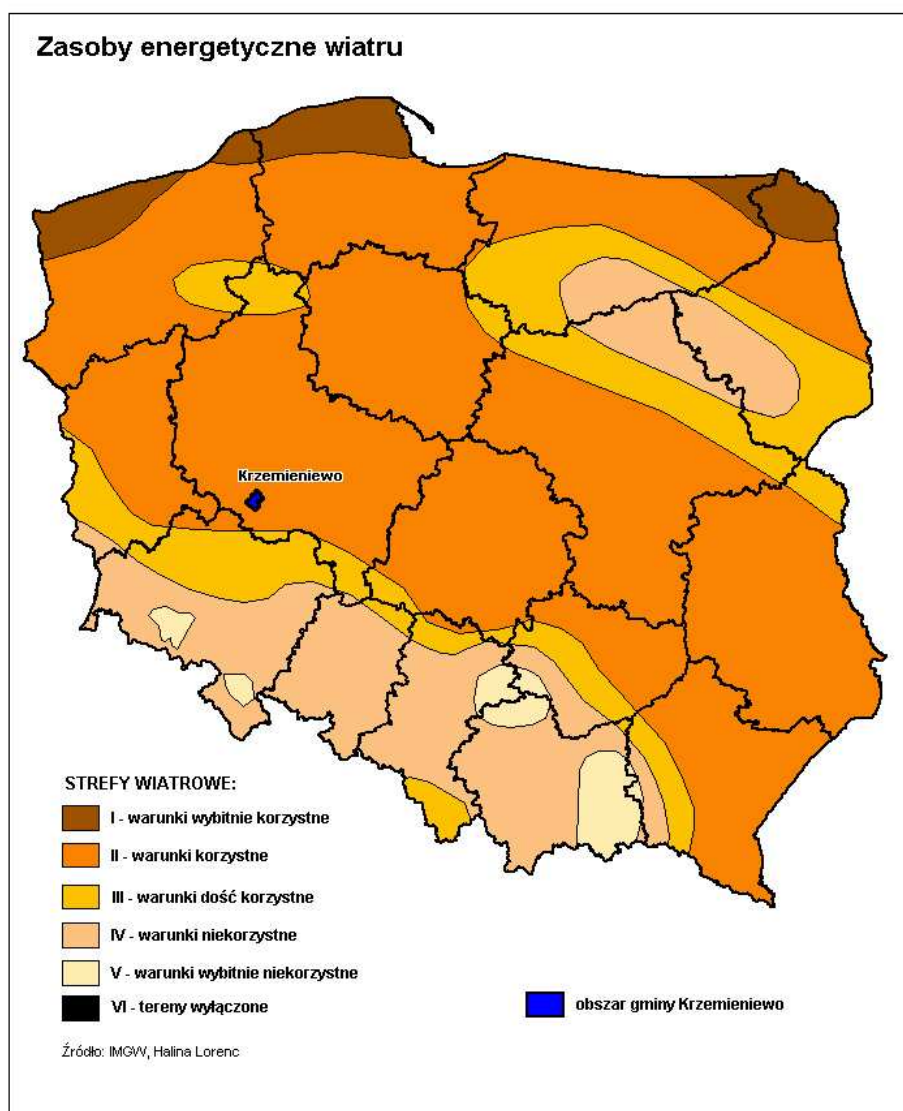 Zasoby energetyczne wiatru
Krzemieniewo
STREFY WIATROWE:
I - warunki wybitnie korzystne
II - warunki korzystne
III - warunki dość korzystne
IV - warunki niekorzystne
V - warunki wybitnie niekorzystne
VI - tereny wyłączone
obszar gminy Krzemieniewo
Źródło: IMGW, Halina Lorenc